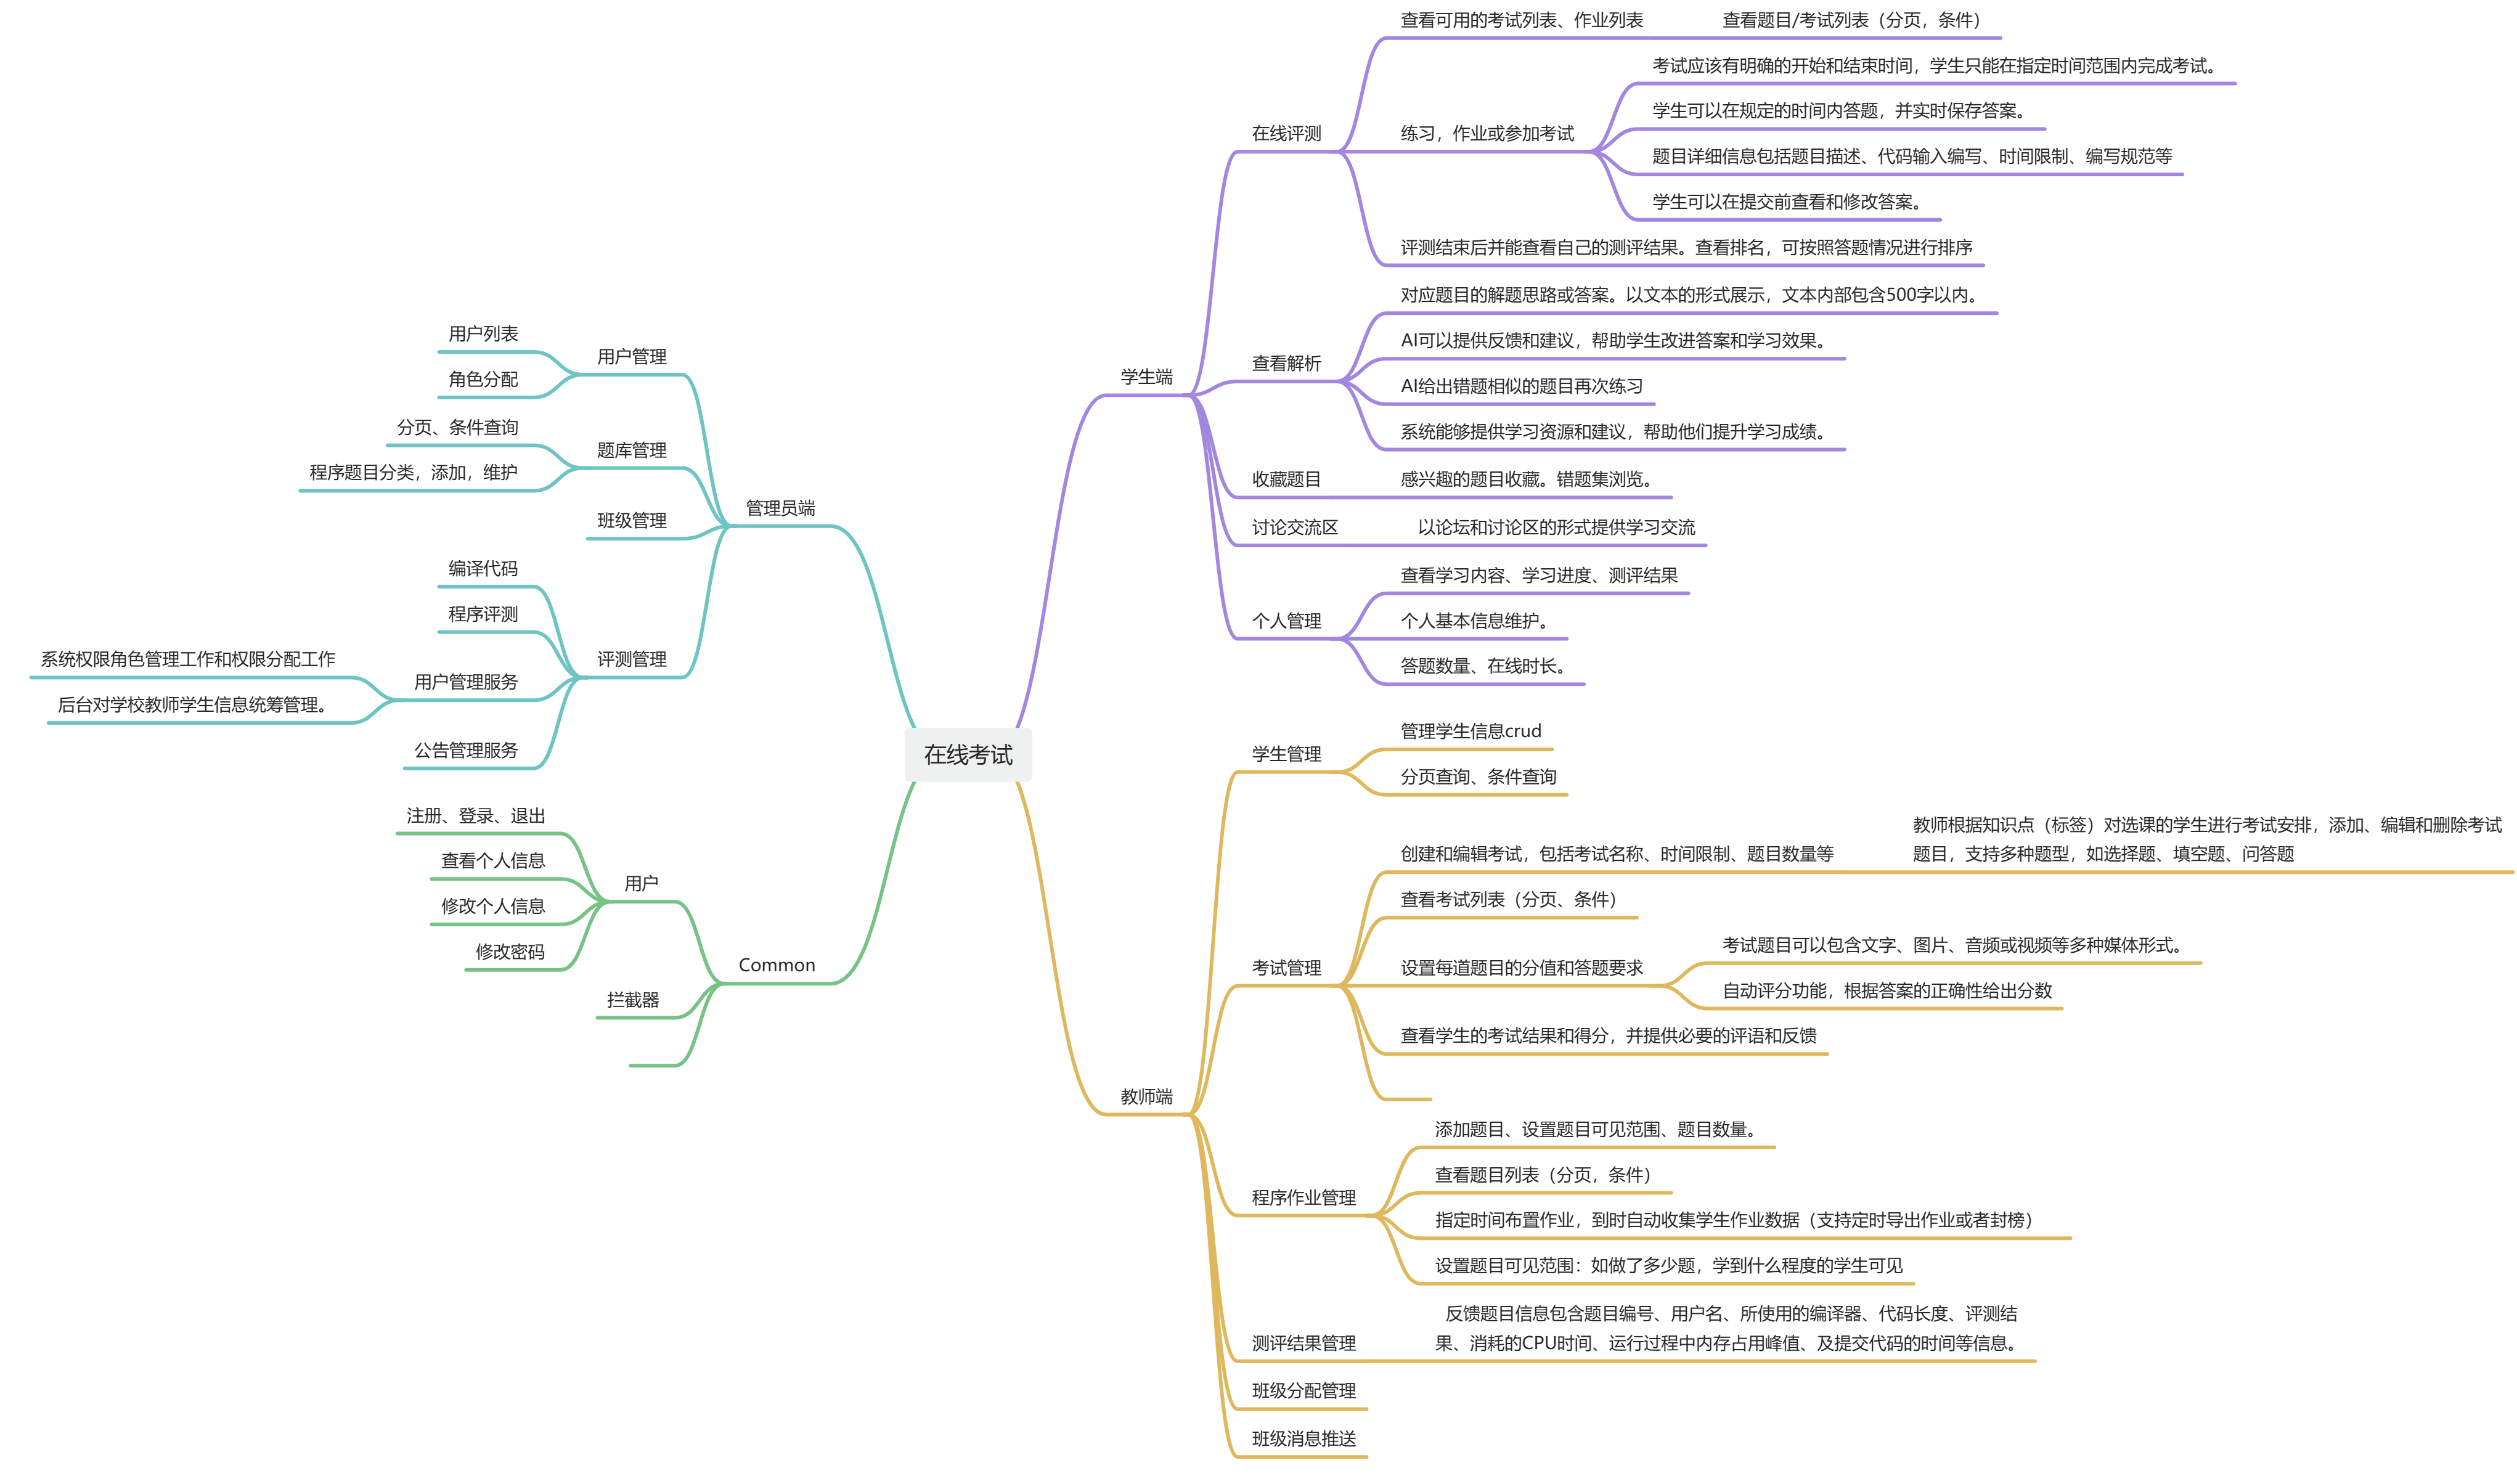 在线考试
学生端
在线评测
查看可用的考试列表、作业列表
查看题目/考试列表（分页，条件）
练习，作业或参加考试
考试应该有明确的开始和结束时间，学生只能在指定时间范围内完成考试。
学生可以在规定的时间内答题，并实时保存答案。
题目详细信息包括题目描述、代码输入编写、时间限制、编写规范等
学生可以在提交前查看和修改答案。
评测结束后并能查看自己的测评结果。查看排名，可按照答题情况进行排序
查看解析
对应题目的解题思路或答案。以文本的形式展示，文本内部包含500字以内。
AI可以提供反馈和建议，帮助学生改进答案和学习效果。
AI给出错题相似的题目再次练习
系统能够提供学习资源和建议，帮助他们提升学习成绩。
收藏题目
感兴趣的题目收藏。错题集浏览。
讨论交流区
以论坛和讨论区的形式提供学习交流
个人管理
查看学习内容、学习进度、测评结果
个人基本信息维护。
答题数量、在线时长。
教师端
学生管理
管理学生信息crud
分页查询、条件查询
考试管理
创建和编辑考试，包括考试名称、时间限制、题目数量等
教师根据知识点（标签）对选课的学生进行考试安排，添加、编辑和删除考试
题目，支持多种题型，如选择题、填空题、问答题
查看考试列表（分页、条件）
设置每道题目的分值和答题要求
考试题目可以包含文字、图片、音频或视频等多种媒体形式。
自动评分功能，根据答案的正确性给出分数
查看学生的考试结果和得分，并提供必要的评语和反馈
程序作业管理
添加题目、设置题目可见范围、题目数量。
查看题目列表（分页，条件）
指定时间布置作业，到时自动收集学生作业数据（支持定时导出作业或者封榜）
设置题目可见范围：如做了多少题，学到什么程度的学生可见
测评结果管理
反馈题目信息包含题目编号、用户名、所使用的编译器、代码长度、评测结
果、消耗的CPU时间、运行过程中内存占用峰值、及提交代码的时间等信息。
班级分配管理
班级消息推送
管理员端
用户管理
用户列表
角色分配
题库管理
分页、条件查询
程序题目分类，添加，维护
班级管理
评测管理
编译代码
程序评测
用户管理服务
系统权限角色管理工作和权限分配工作
后台对学校教师学生信息统筹管理。
公告管理服务
Common
用户
注册、登录、退出
查看个人信息
修改个人信息
修改密码
拦截器